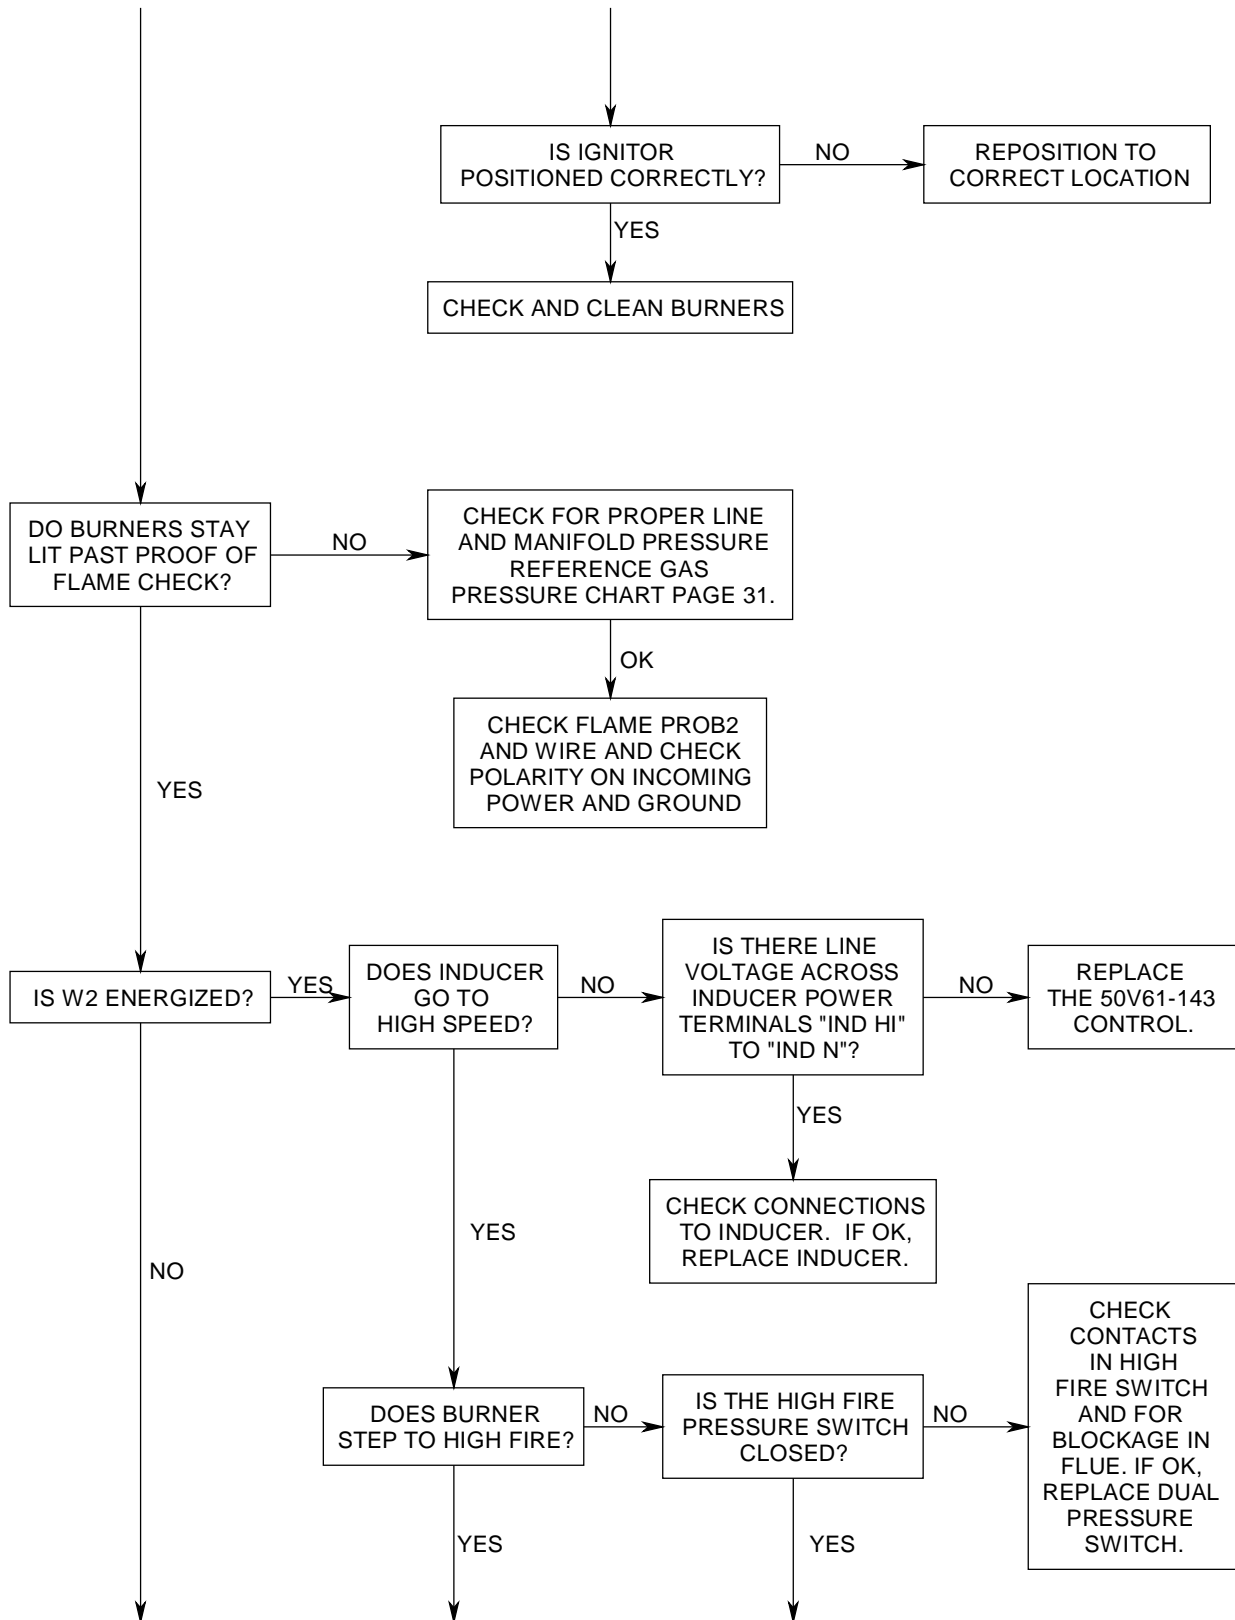 IS IGNITOR
POSITIONED CORRECTLY?
NO
REPOSITION TO
CORRECT LOCATION
YES
CHECK AND CLEAN BURNERS
DO BURNERS STAY
LIT PAST PROOF OF
FLAME CHECK?
NO
CHECK FOR PROPER LINE
AND MANIFOLD PRESSURE
REFERENCE GAS
PRESSURE CHART PAGE 31.
OK
CHECK FLAME PROB2
AND WIRE AND CHECK
POLARITY ON INCOMING
POWER AND GROUND
YES
IS W2 ENERGIZED?
YES
DOES INDUCER
GO TO
HIGH SPEED?
NO
IS THERE LINE
VOLTAGE ACROSS
INDUCER POWER
TERMINALS "IND HI"
TO "IND N"?
NO
REPLACE
THE 50V61-143
CONTROL.
YES
CHECK CONNECTIONS
TO INDUCER.  IF OK,
REPLACE INDUCER.
YES
NO
DOES BURNER
STEP TO HIGH FIRE?
NO
IS THE HIGH FIRE
PRESSURE SWITCH
CLOSED?
NO
CHECK
CONTACTS
IN HIGH
FIRE SWITCH
AND FOR
BLOCKAGE IN
FLUE. IF OK,
REPLACE DUAL
PRESSURE
SWITCH.
YES
YES